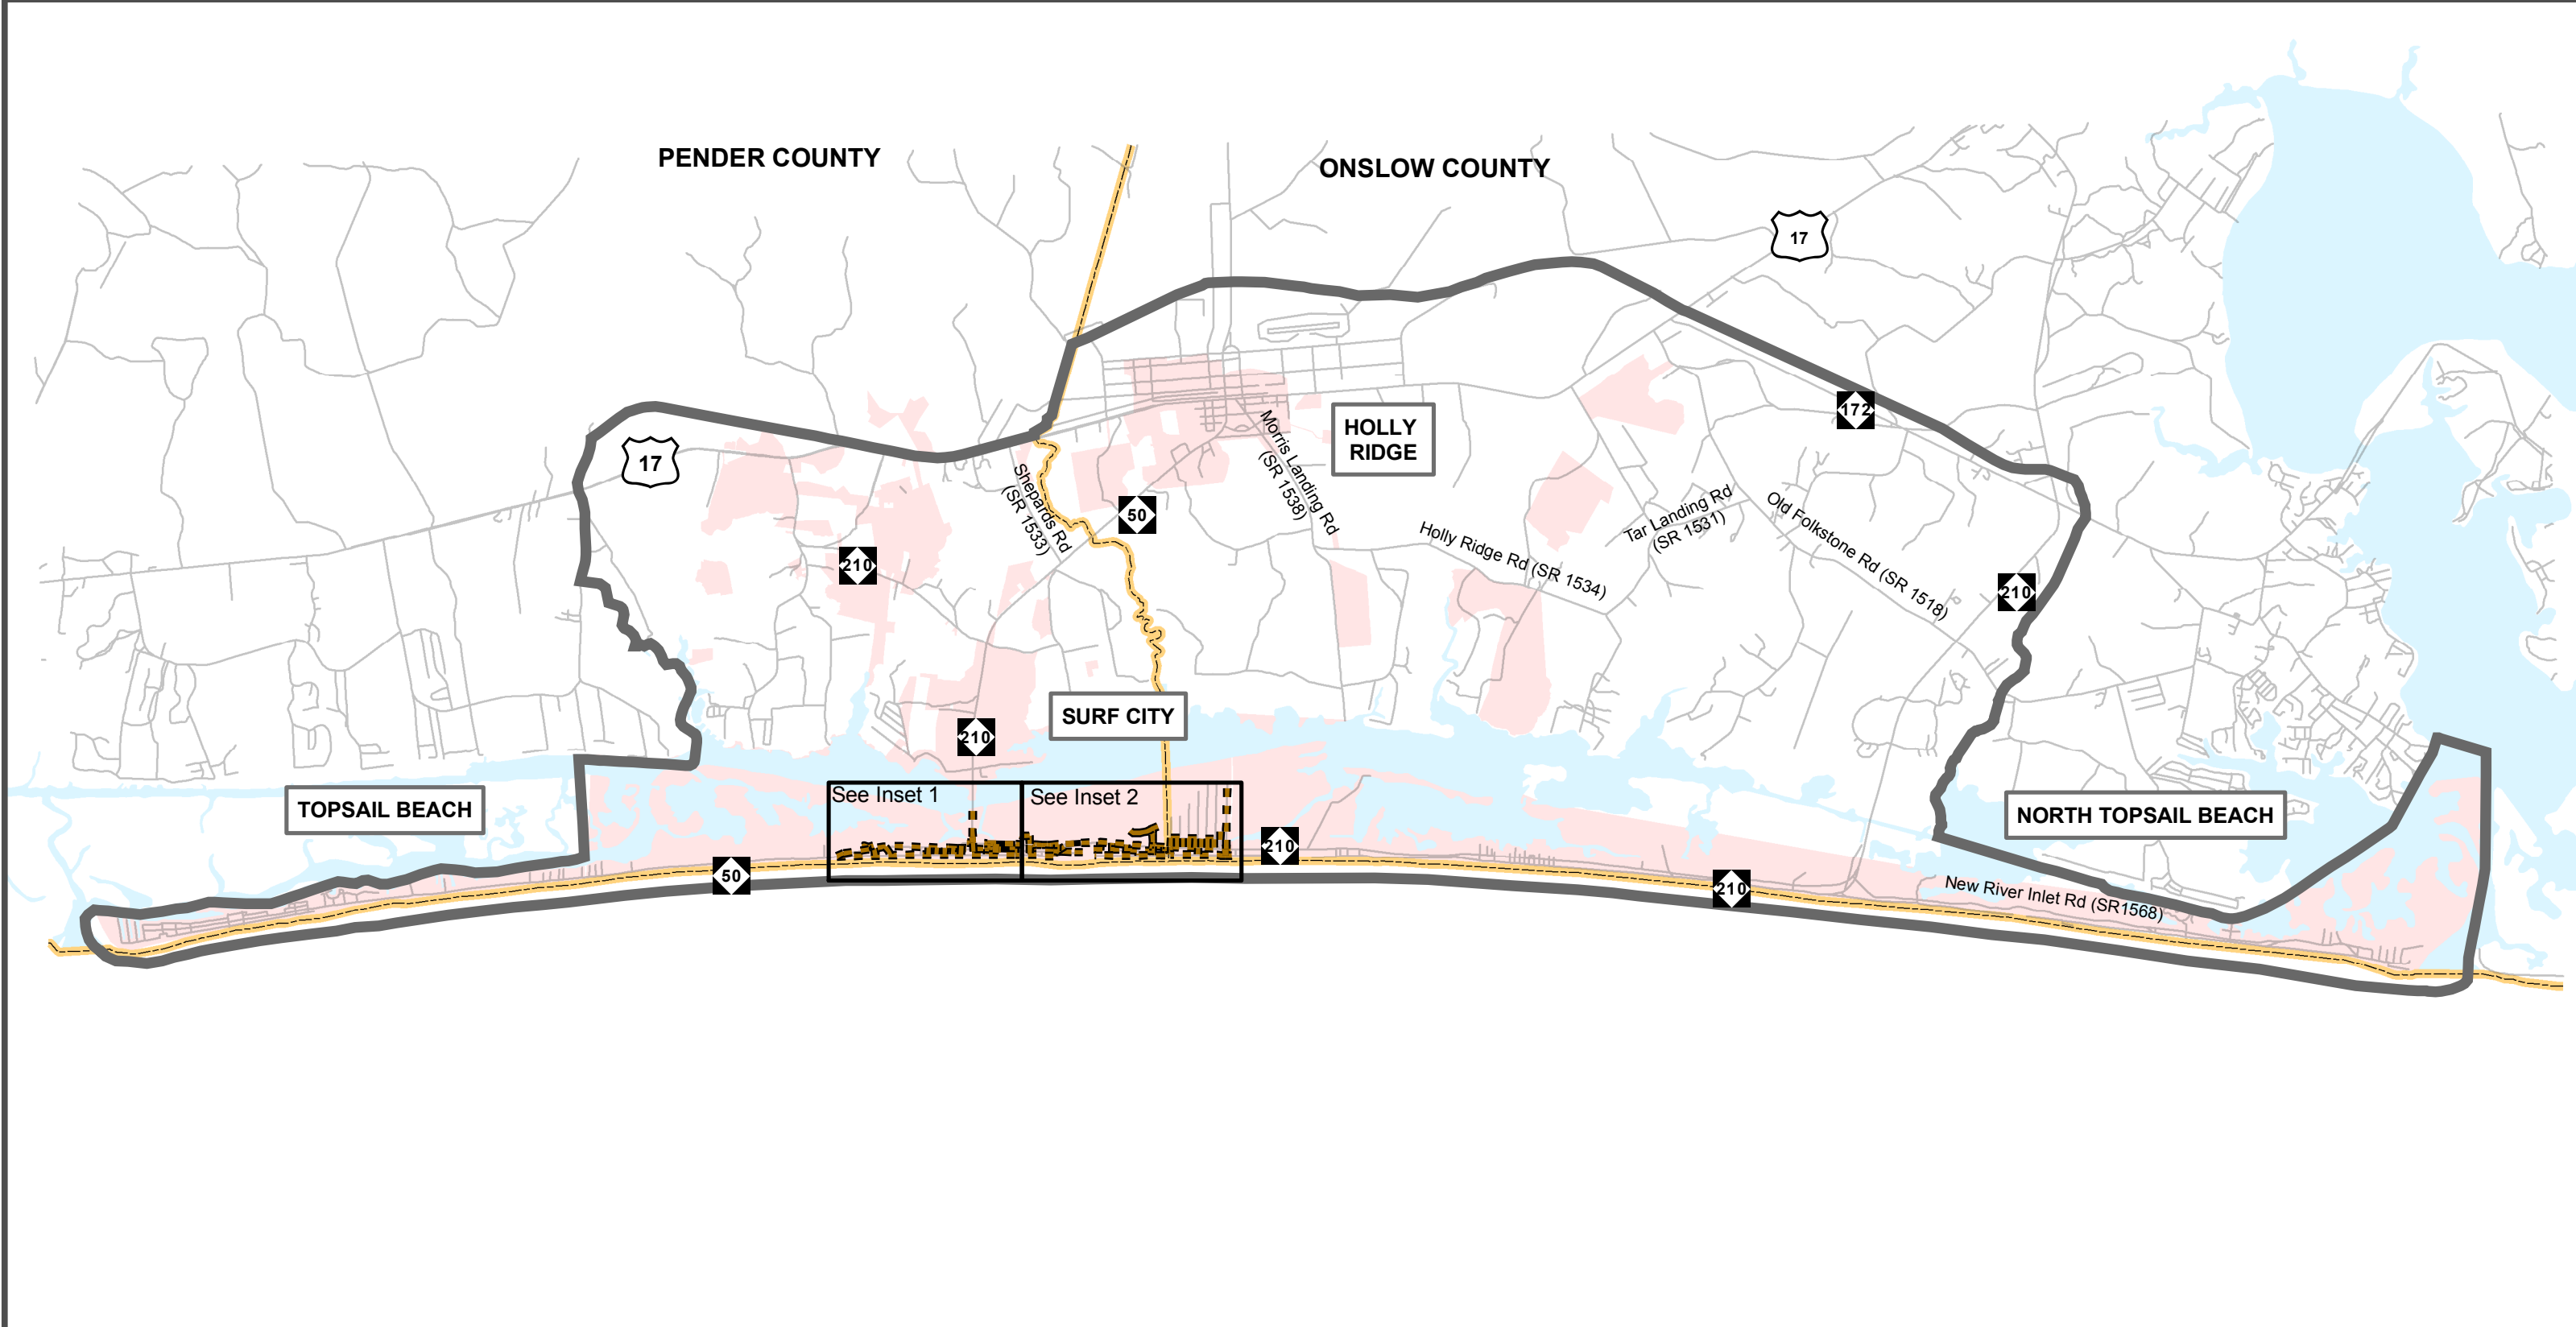 PENDER COUNTY
ONSLOW COUNTY
17
172
HOLLY
RIDGE
17
Shepards Rd
(SR 1533)
50
Morris Landing Rd
(SR 1538)
Holly Ridge Rd (SR 1534)
Tar Landing Rd
(SR 1531)
Old Folkstone Rd (SR 1518)
210
210
SURF CITY
210
TOPSAIL BEACH
See Inset 1
See Inset 2
NORTH TOPSAIL BEACH
210
50
210
New River Inlet Rd (SR1568)